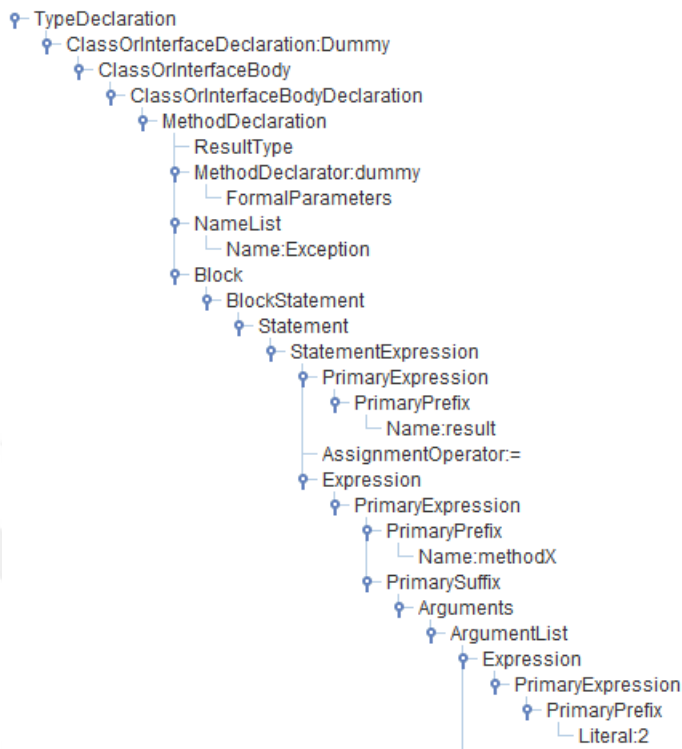 TypeDeclaration
ClassOrInterfaceDeclaration:Dummy
ClassOrInterfaceBody
ClassOrInterfaceBodyDeclaration
MethodDeclaration
ResultType
MethodDeclarator:dummy
FormalParameters
NameList
Name:Exception
Block
BlockStatement
Statement
StatementExpression
PrimaryExpression
PrimaryPrefix
Name:result
AssignmentOperator:=
Expression
PrimaryExpression
PrimaryPrefix
Name:methodX
PrimarySuffix
Arguments
ArgumentList
Expression
PrimaryExpression
PrimaryPrefix
Literal:2